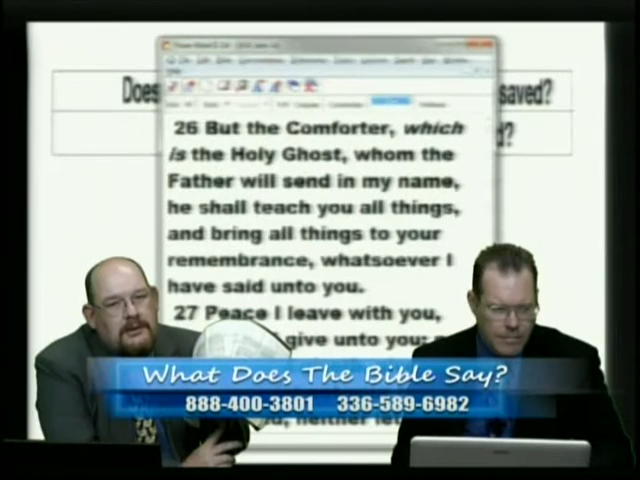 Does
saved?
?
26 But the Comforter, which
is the Holy Ghost, whom the
Father will send in my name,
he shall teach you all things,
and bring all things to your
remembrance, whatsoever I
have said unto you.
27 Peace I leave with you,
give unto you:
What Does The Bible Say?
888-400-3801 336-589-6982
neither